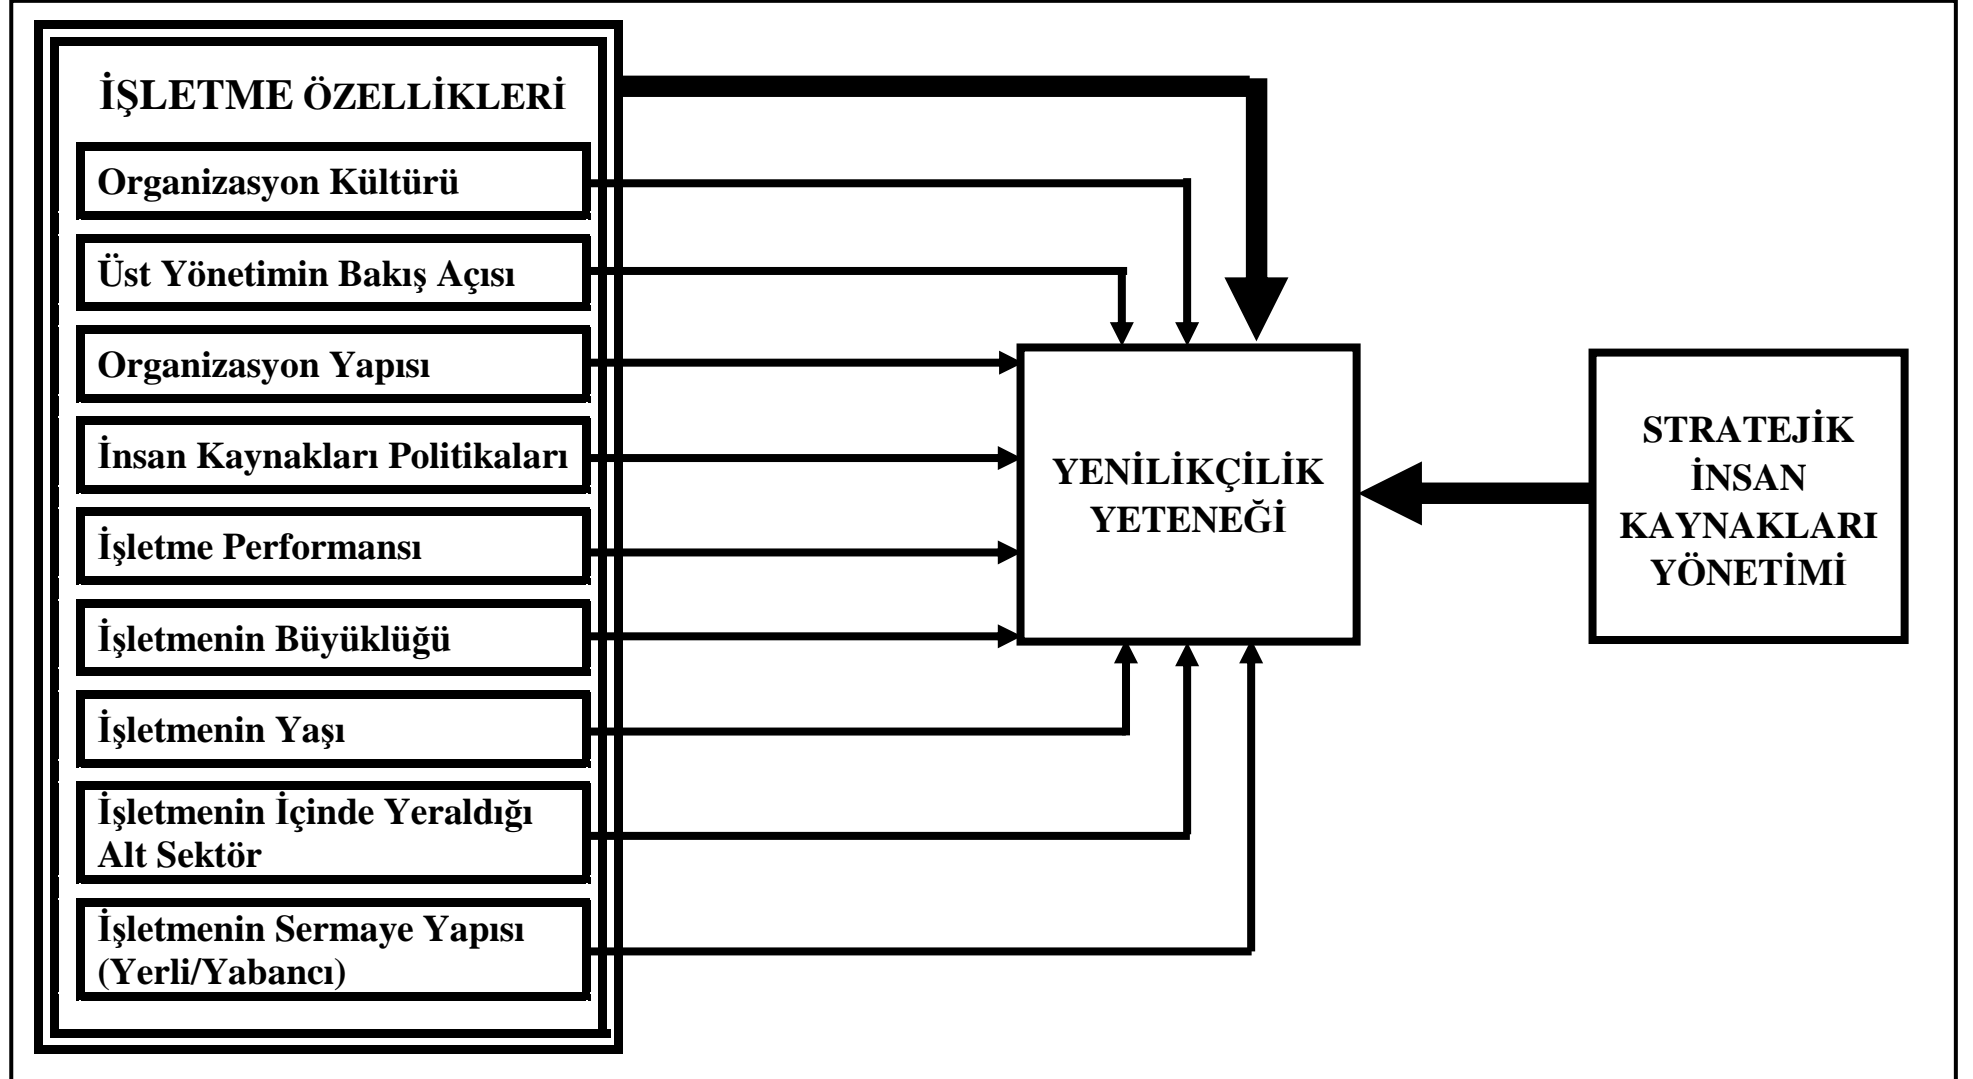 İŞLETME ÖZELLİKLERİ
Organizasyon Kültürü
Üst Yönetimin Bakış Açısı
Organizasyon Yapısı
İnsan Kaynakları Politikaları
İşletme Performansı
İşletmenin Büyüklüğü
İşletmenin Yaşı
İşletmenin İçinde Yeraldığı
Alt Sektör
İşletmenin Sermaye Yapısı
(Yerli/Yabancı)
YENİLİKÇİLİK
YETENEĞİ
STRATEJİK
İNSAN
KAYNAKLARI
YÖNETİMİ